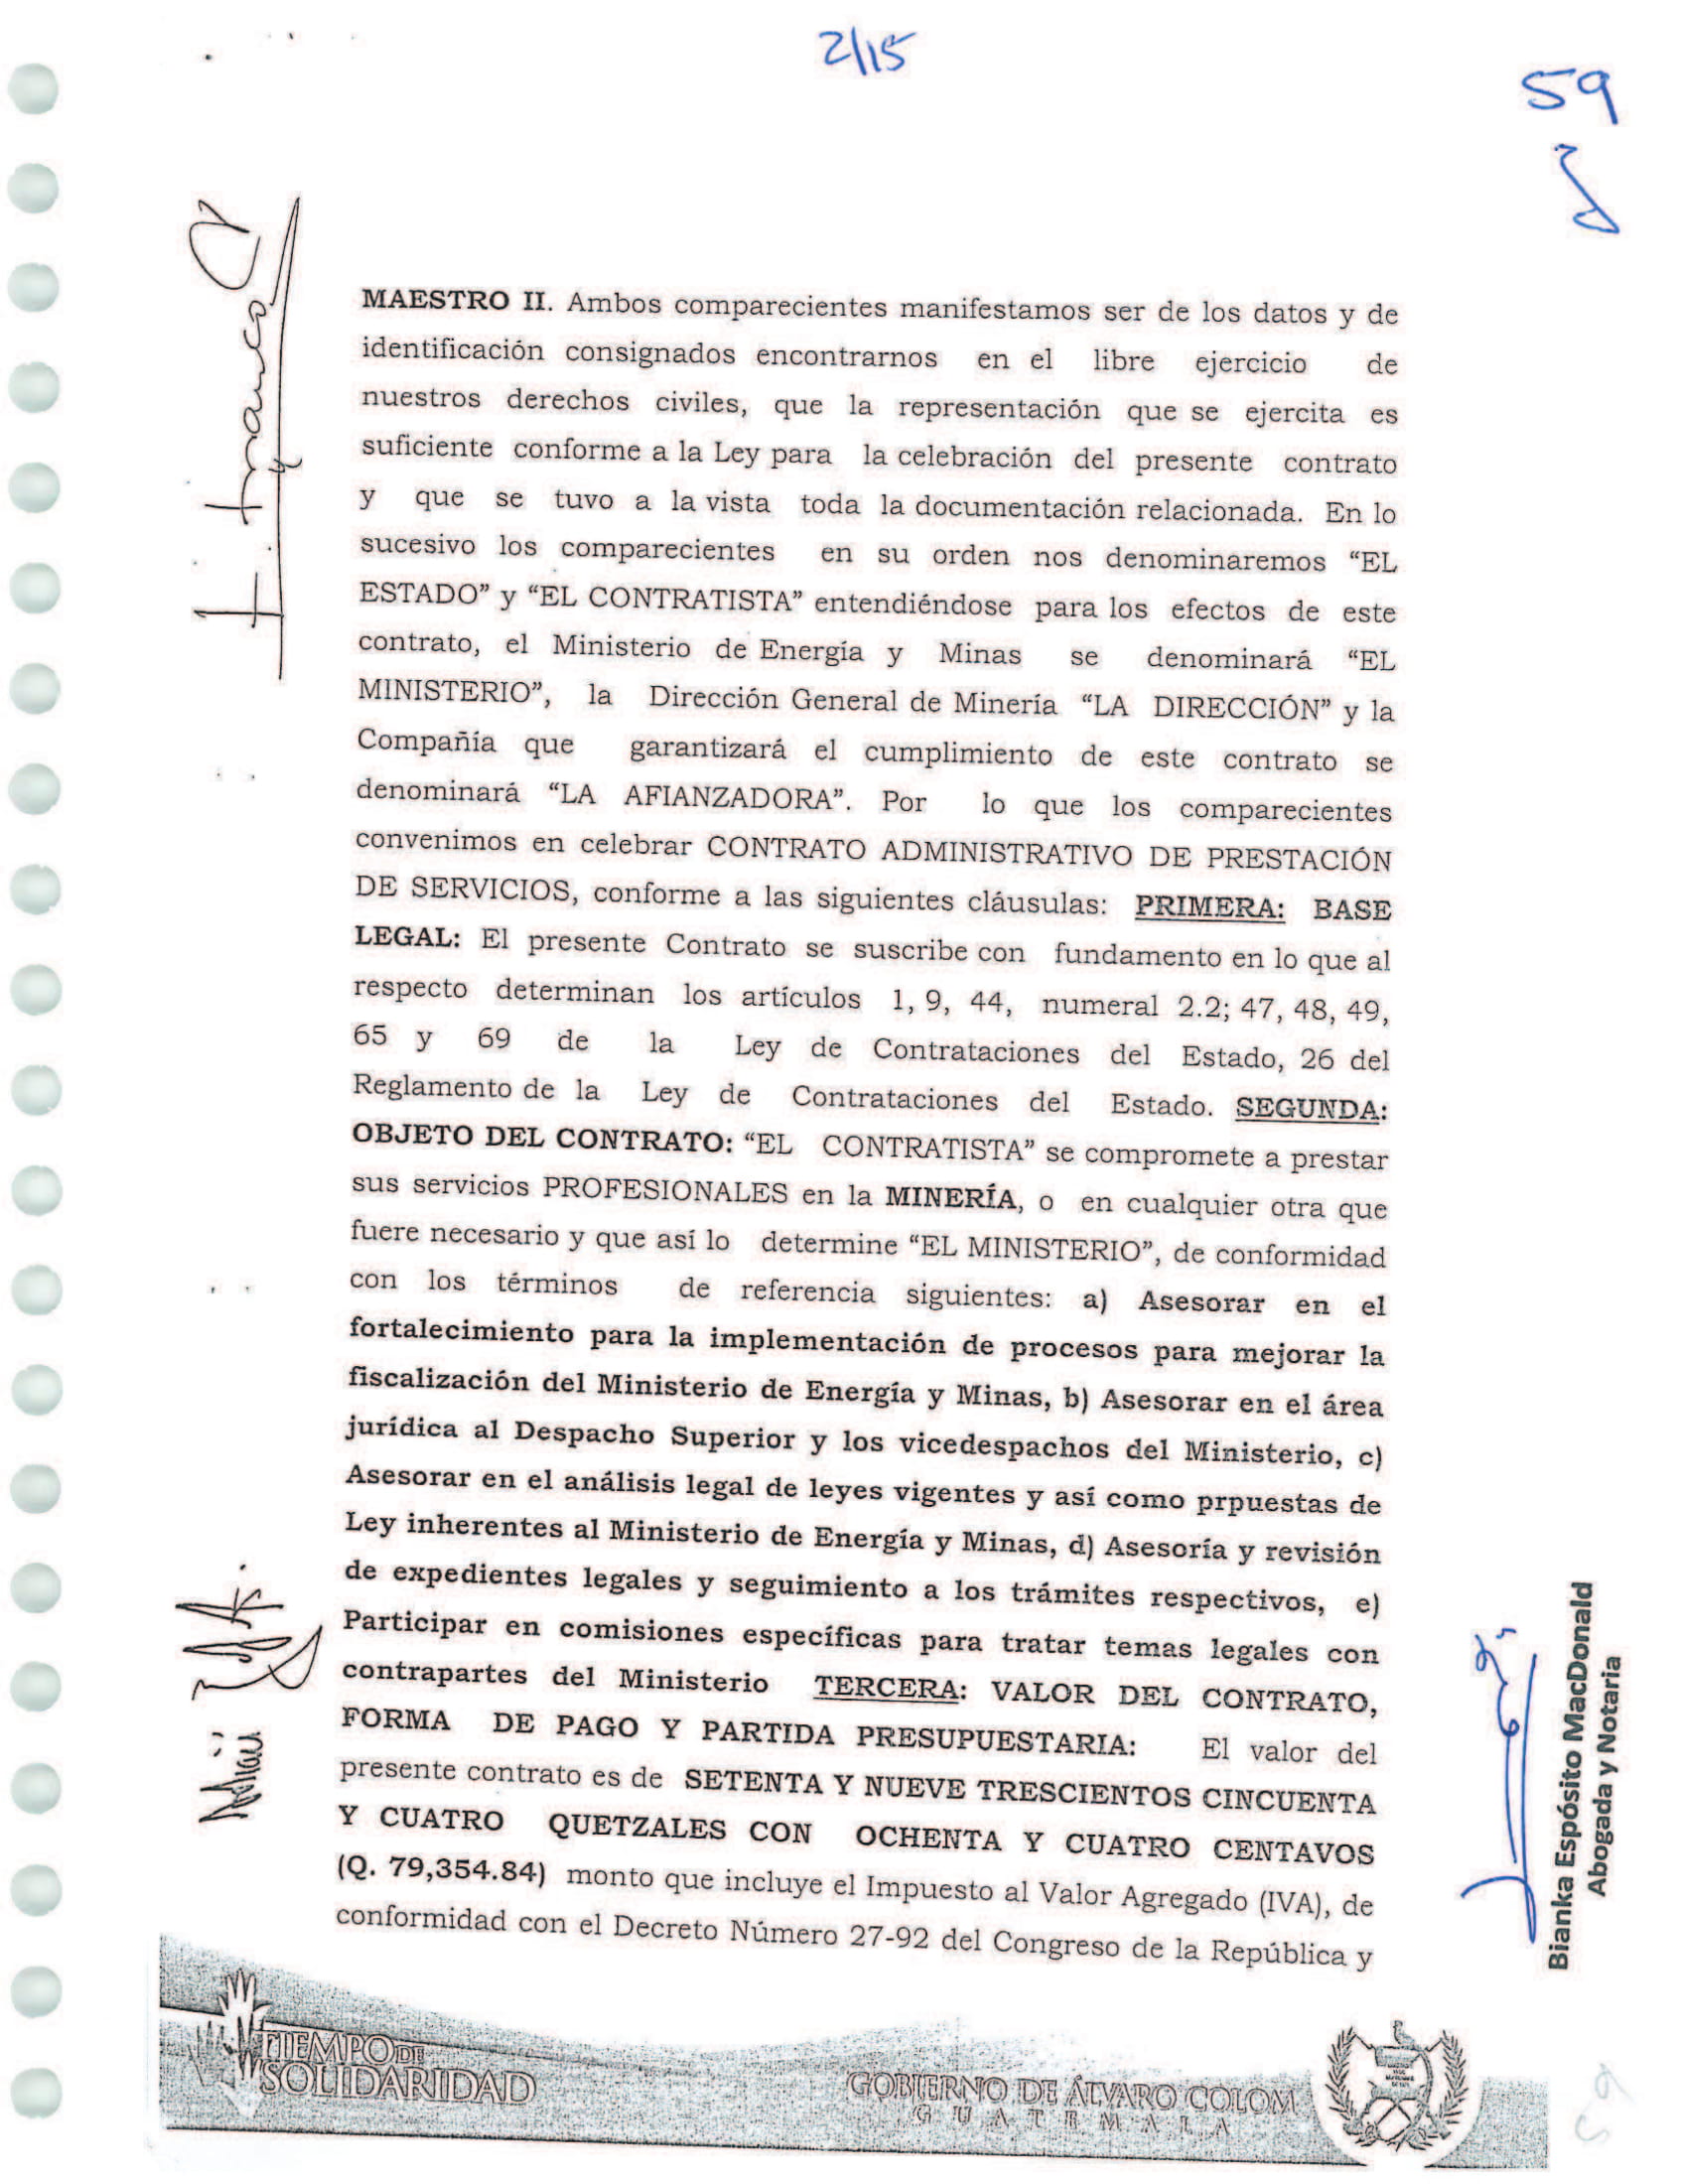 2/15
59
MAESTRO II. Ambos comparecientes manifestamos ser de los datos y de
identificación consignados encontrarnos en el libre ejercicio de
nuestros derechos civiles, que la representación que se ejercita es
suficiente conforme a la Ley para la celebración del presente contrato
y que se tuvo a la vista toda la documentación relacionada. En lo
sucesivo los comparecientes en su orden nos denominaremos “EL
ESTADO” y “EL CONTRATISTA” entendiéndose para los efectos de este
contrato, el Ministerio de Energía y Minas se denominará “EL
MINISTERIO”, la Dirección General de Minería “LA DIRECCIÓN” y la
Compañía que garantizará el cumplimiento de este contrato se
denominará “LA AFIANZADORA”. Por lo que los comparecientes
convenimos en celebrar CONTRATO ADMINISTRATIVO DE PRESTACIÓN
DE SERVICIOS, conforme a las siguientes cláusulas: PRIMERA: BASE
LEGAL: El presente Contrato se suscribe con fundamento en lo que al
respecto determinan los artículos 1, 9, 44, numeral 2.2; 47, 48, 49,
65 y 69 de la Ley de Contrataciones del Estado, 26 del
Reglamento de la Ley de Contrataciones del Estado. SEGUNDA:
OBJETO DEL CONTRATO: “EL CONTRATISTA” se compromete a prestar
sus servicios PROFESIONALES en la MINERÍA, o en cualquier otra que
fuere necesario y que así lo determine “EL MINISTERIO”, de conformidad
con los términos de referencia siguientes: a) Asesorar en el
fortalecimiento para la implementación de procesos para mejorar la
fiscalización del Ministerio de Energía y Minas, b) Asesorar en el área
jurídica al Despacho Superior y los vicedespachos del Ministerio, c)
Asesorar en el análisis legal de leyes vigentes y así como prpuestas de
Ley inherentes al Ministerio de Energía y Minas, d) Asesoría y revisión
de expedientes legales y seguimiento a los trámites respectivos, e)
Participar en comisiones específicas para tratar temas legales con
contrapartes del Ministerio TERCERA: VALOR DEL CONTRATO,
FORMA DE PAGO Y PARTIDA PRESUPUESTARIA: El valor del
presente contrato es de SETENTA Y NUEVE TRESCIENTOS CINCUENTA
Y CUATRO QUETZALES CON OCHENTA Y CUATRO CENTAVOS
(Q. 79,354.84) monto que incluye el Impuesto al Valor Agregado (IVA), de
conformidad con el Decreto Número 27-92 del Congreso de la República y
Bianka Espósito MacDonald
Abogada y Notaria
TIEMPO DE
SOLIDARIDAD
GOBIERNO DE ÁLVARO COLOM
GUATEMALA
59